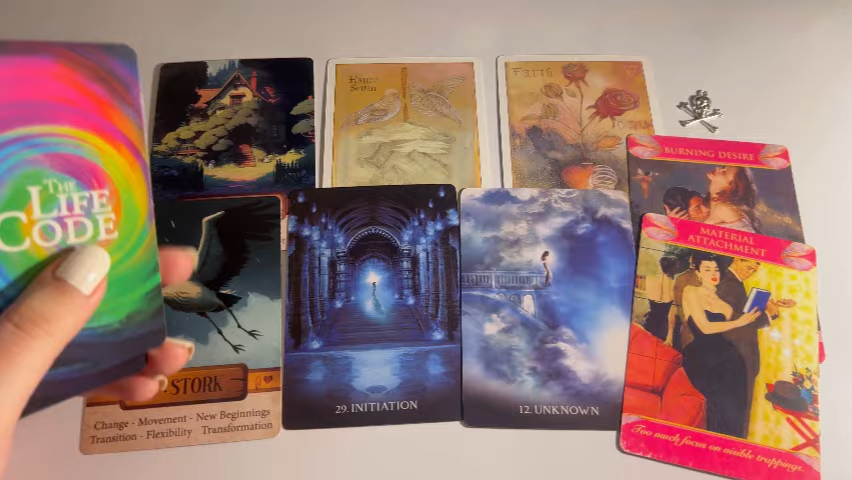 THE
LIFE
CODE
Faith
BURNING DESIRE
MATERIAL
ATTACHMENT
STORK
Change - Movement - New Beginnings
Transition - Flexibility Transformation
29. INITIATION
12. UNKNOWN
Too much focus on visible trappings.